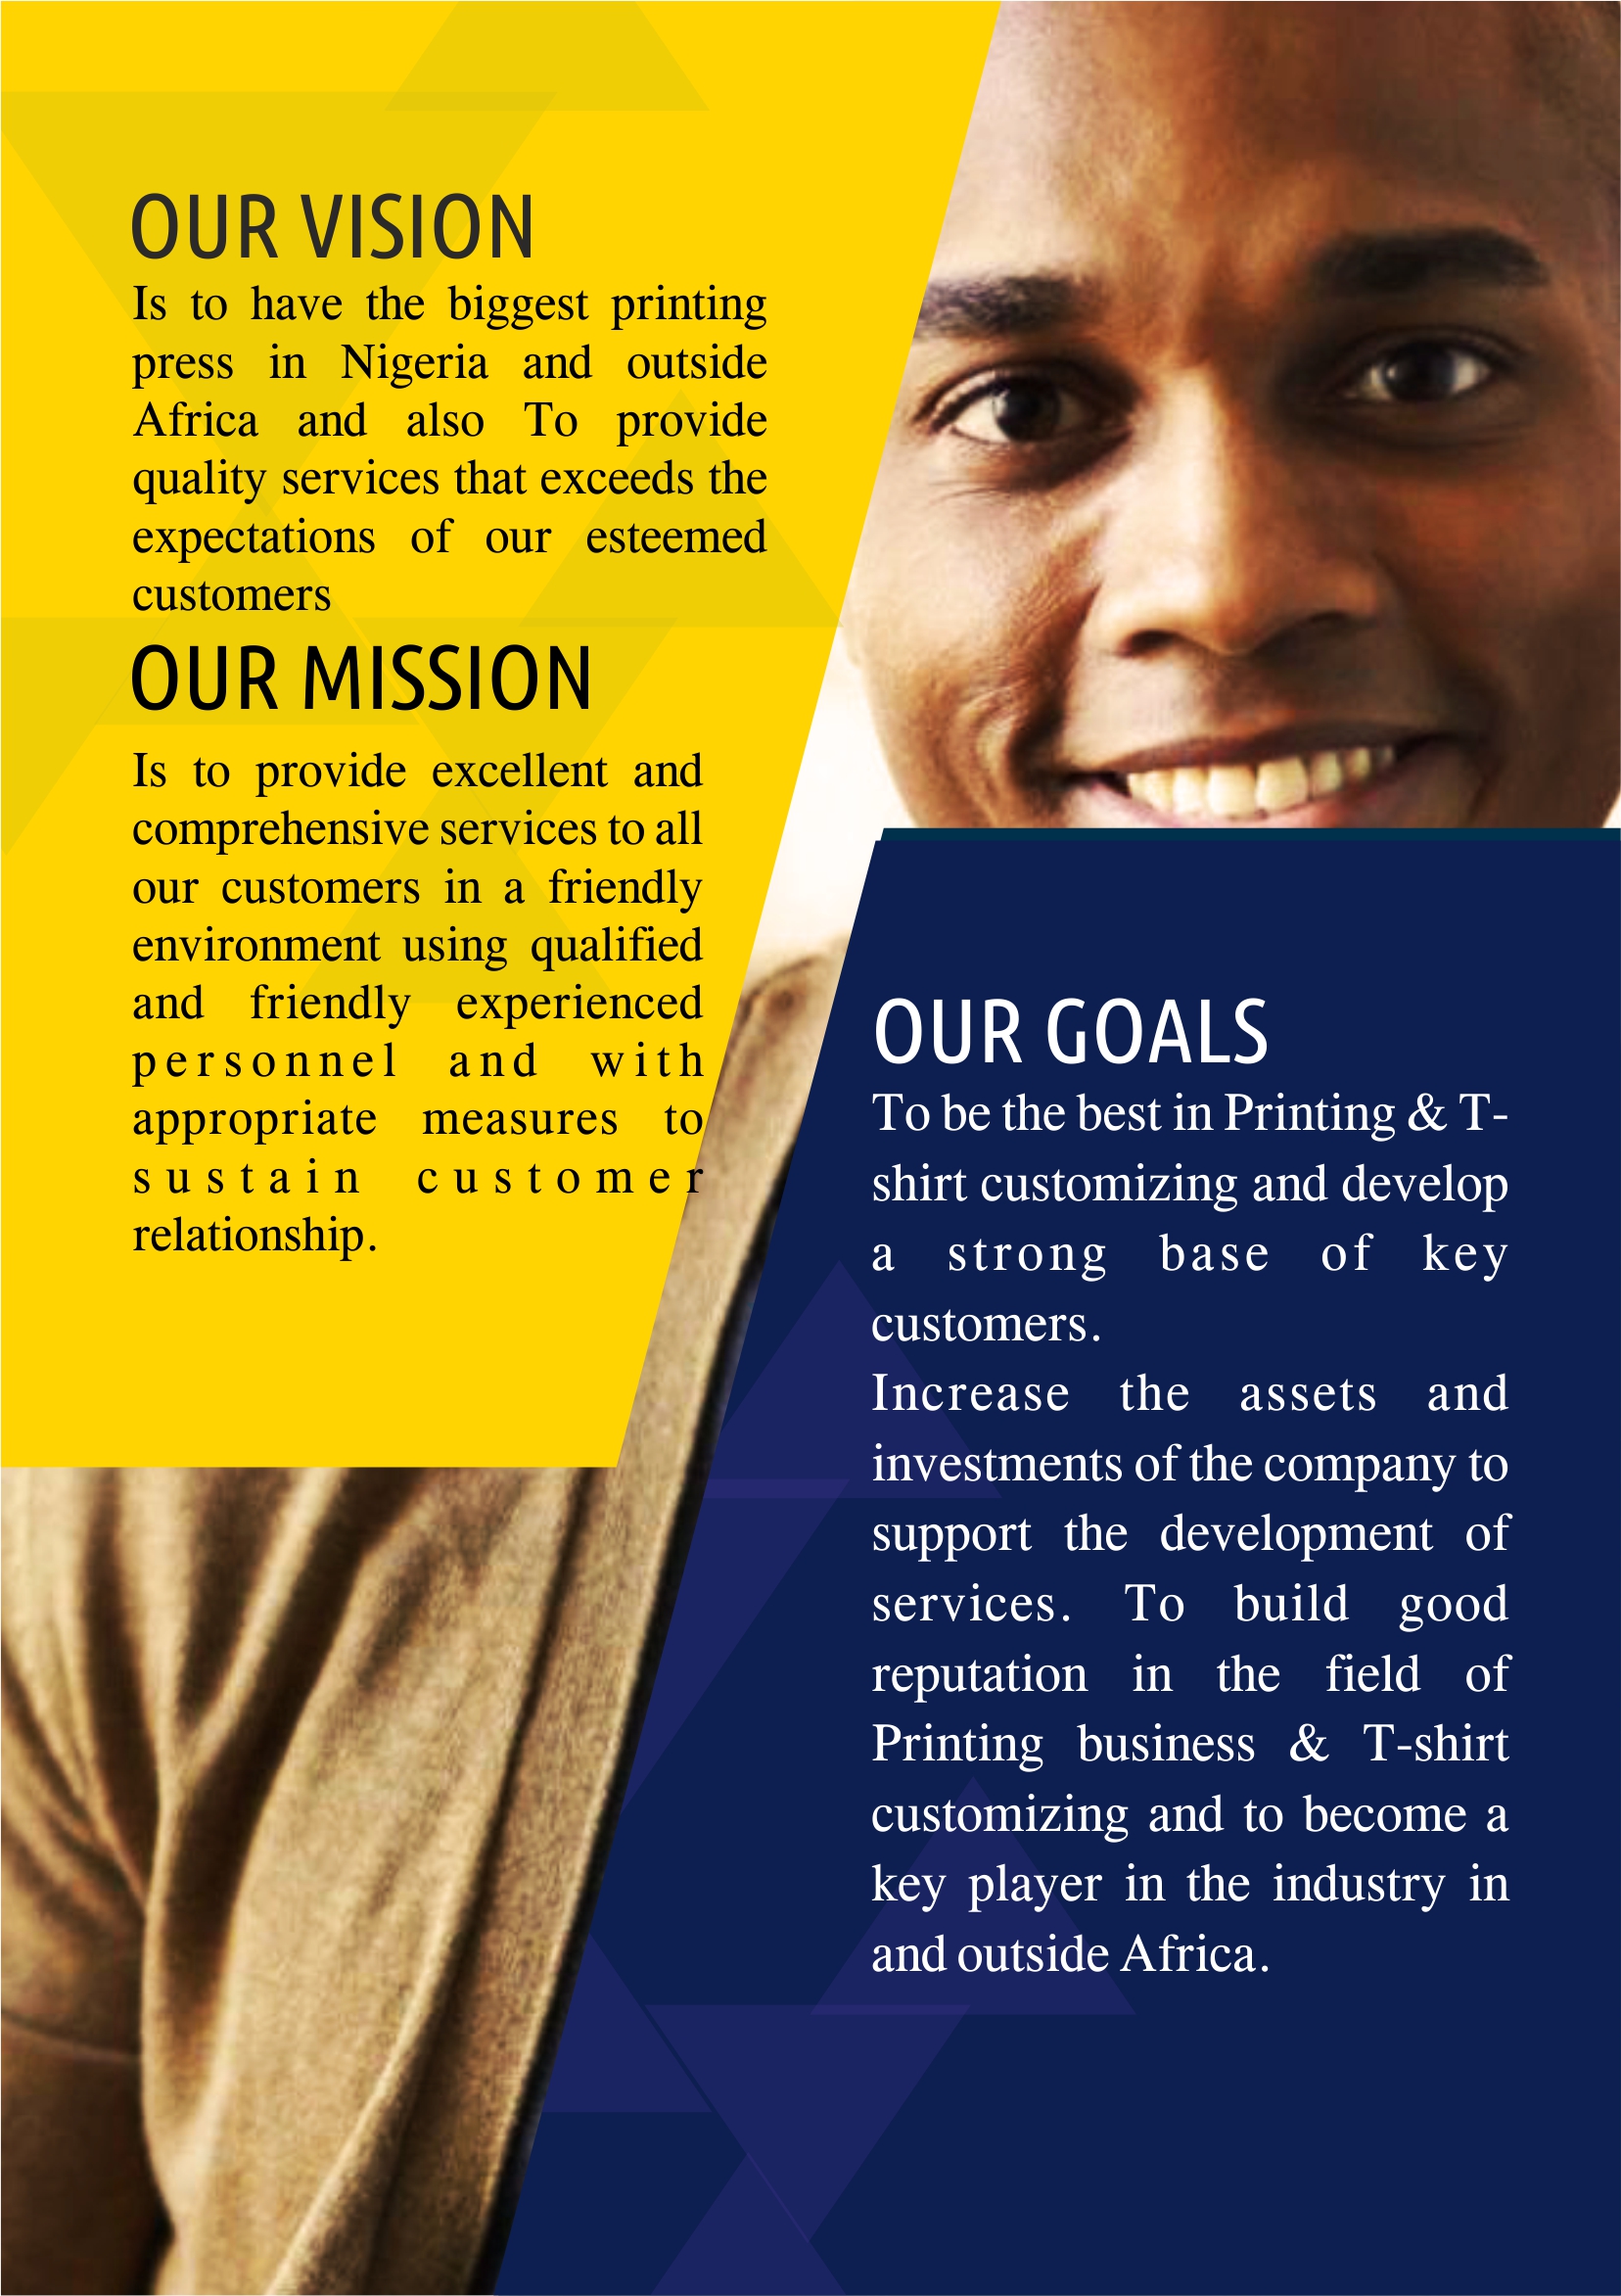 OUR VISION
Is to have the biggest printing
press in Nigeria and outside
Africa and also To provide
quality services that exceeds the
expectations of our esteemed
customers
OUR MISSION
Is to provide excellent and
comprehensive services to all
our customers in a friendly
environment using qualified
and friendly experienced
personnel and with
appropriate measures to
sustain customer
relationship.
OUR GOALS
To be the best in Printing & T-
shirt customizing and develop
a strong base of key
customers.
Increase the assets and
investments of the company to
support the development of
services. To build good
reputation in the field of
Printing business & T-shirt
customizing and to become a
key player in the industry in
and outside Africa.